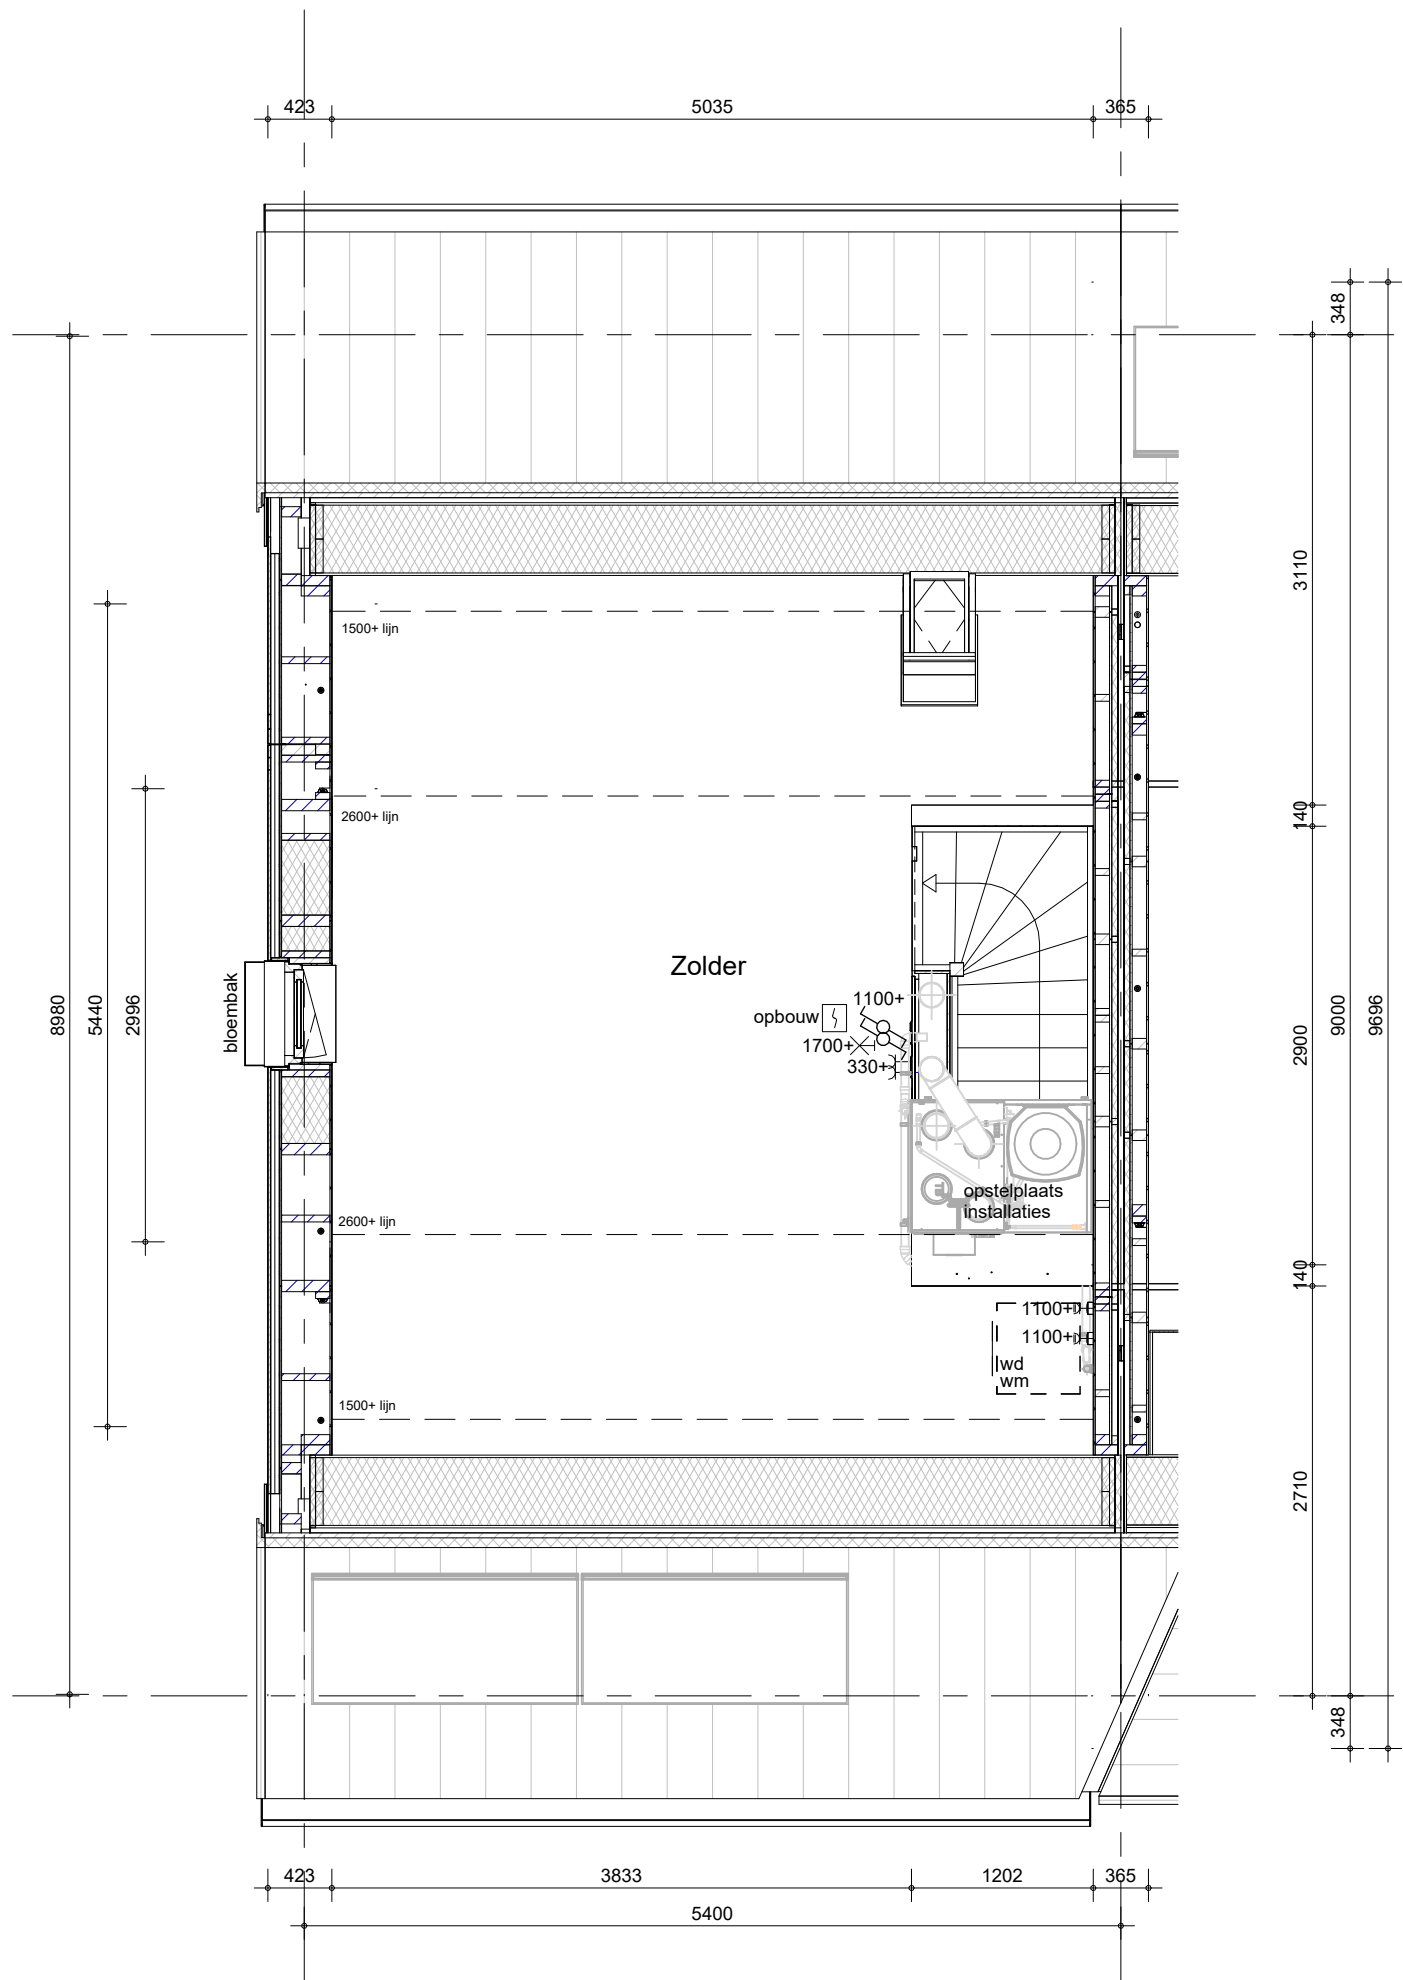 423
5035
365
348
3110
1500+ lijn
2600+ lijn
140
Zolder
bloembak
8980
5440
2996
1100+
opbouw
1700+
330+
2900
9000
9696
opstelplaats
installaties
2600+ lijn
140
1100+
1100+
wd
wm
1500+ lijn
2710
348
423
3833
1202
365
5400